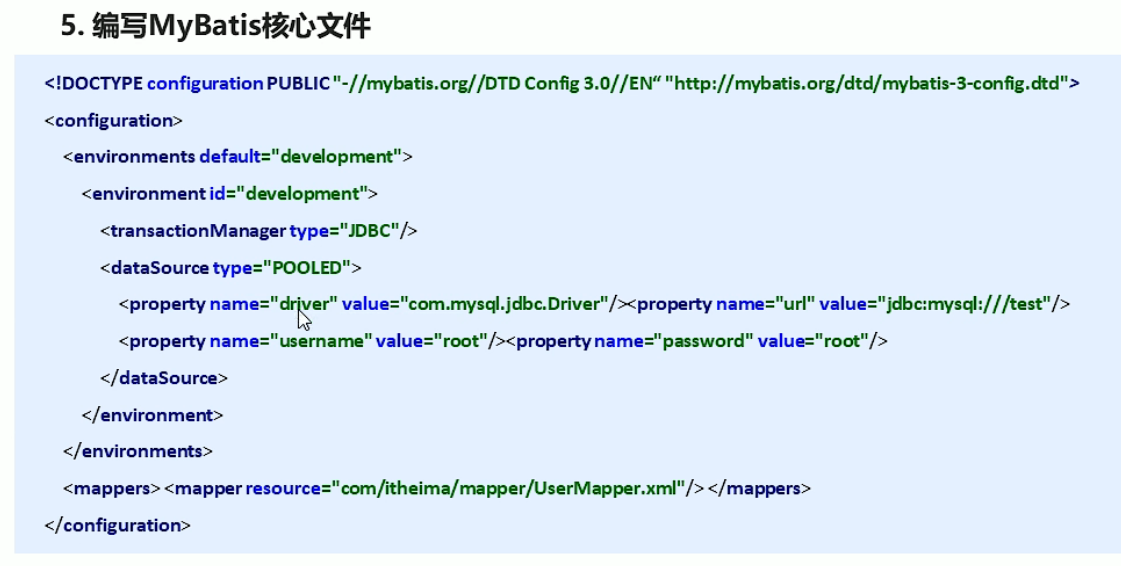 5. 编写MyBatis核心文件
<!DOCTYPE configuration PUBLIC "-//mybatis.org//DTD Config 3.0//EN“ "http://mybatis.org/dtd/mybatis-3-config.dtd">
<configuration>
<environments default="development">
<environment id="development">
<transactionManager type="JDBC"/>
<dataSource type="POOLED">
<property name="driver" value="com.mysql.jdbc.Driver"/><property name="url" value="jdbc:mysql:///test"/>
<property name="username" value="root"/><property name="password" value="root"/>
</dataSource>
</environment>
</environments>
<mappers> <mapper resource="com/itheima/mapper/UserMapper.xml"/> </mappers>
</configuration>